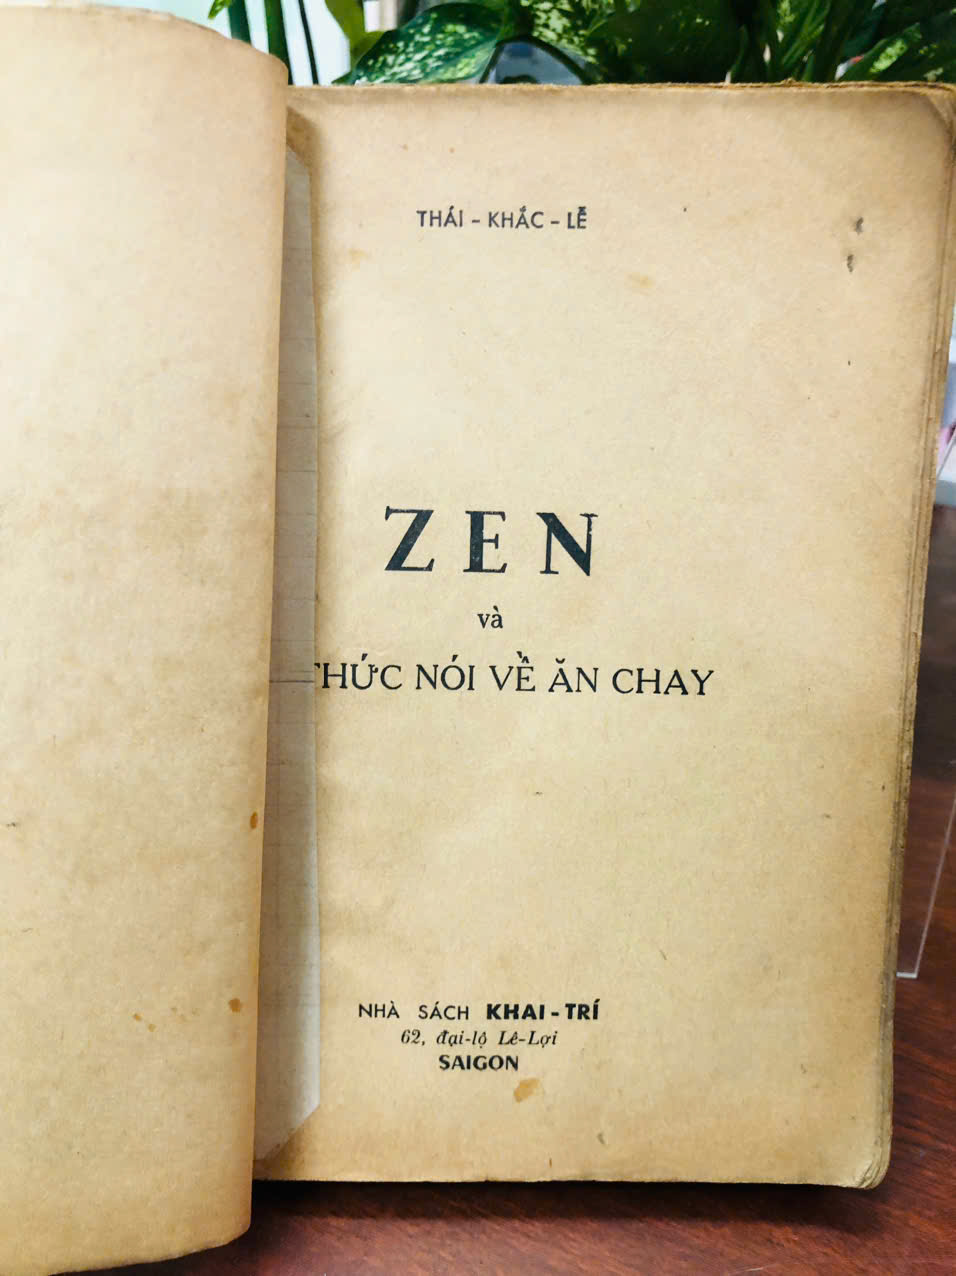 THÁI - KHẮC - LỄ
ZEN
và
THỨC NÓI VỀ ĂN CHAY
NHÀ SÁCH KHAI - TRÍ
62, đại-lộ Lê-Lợi
SAIGON